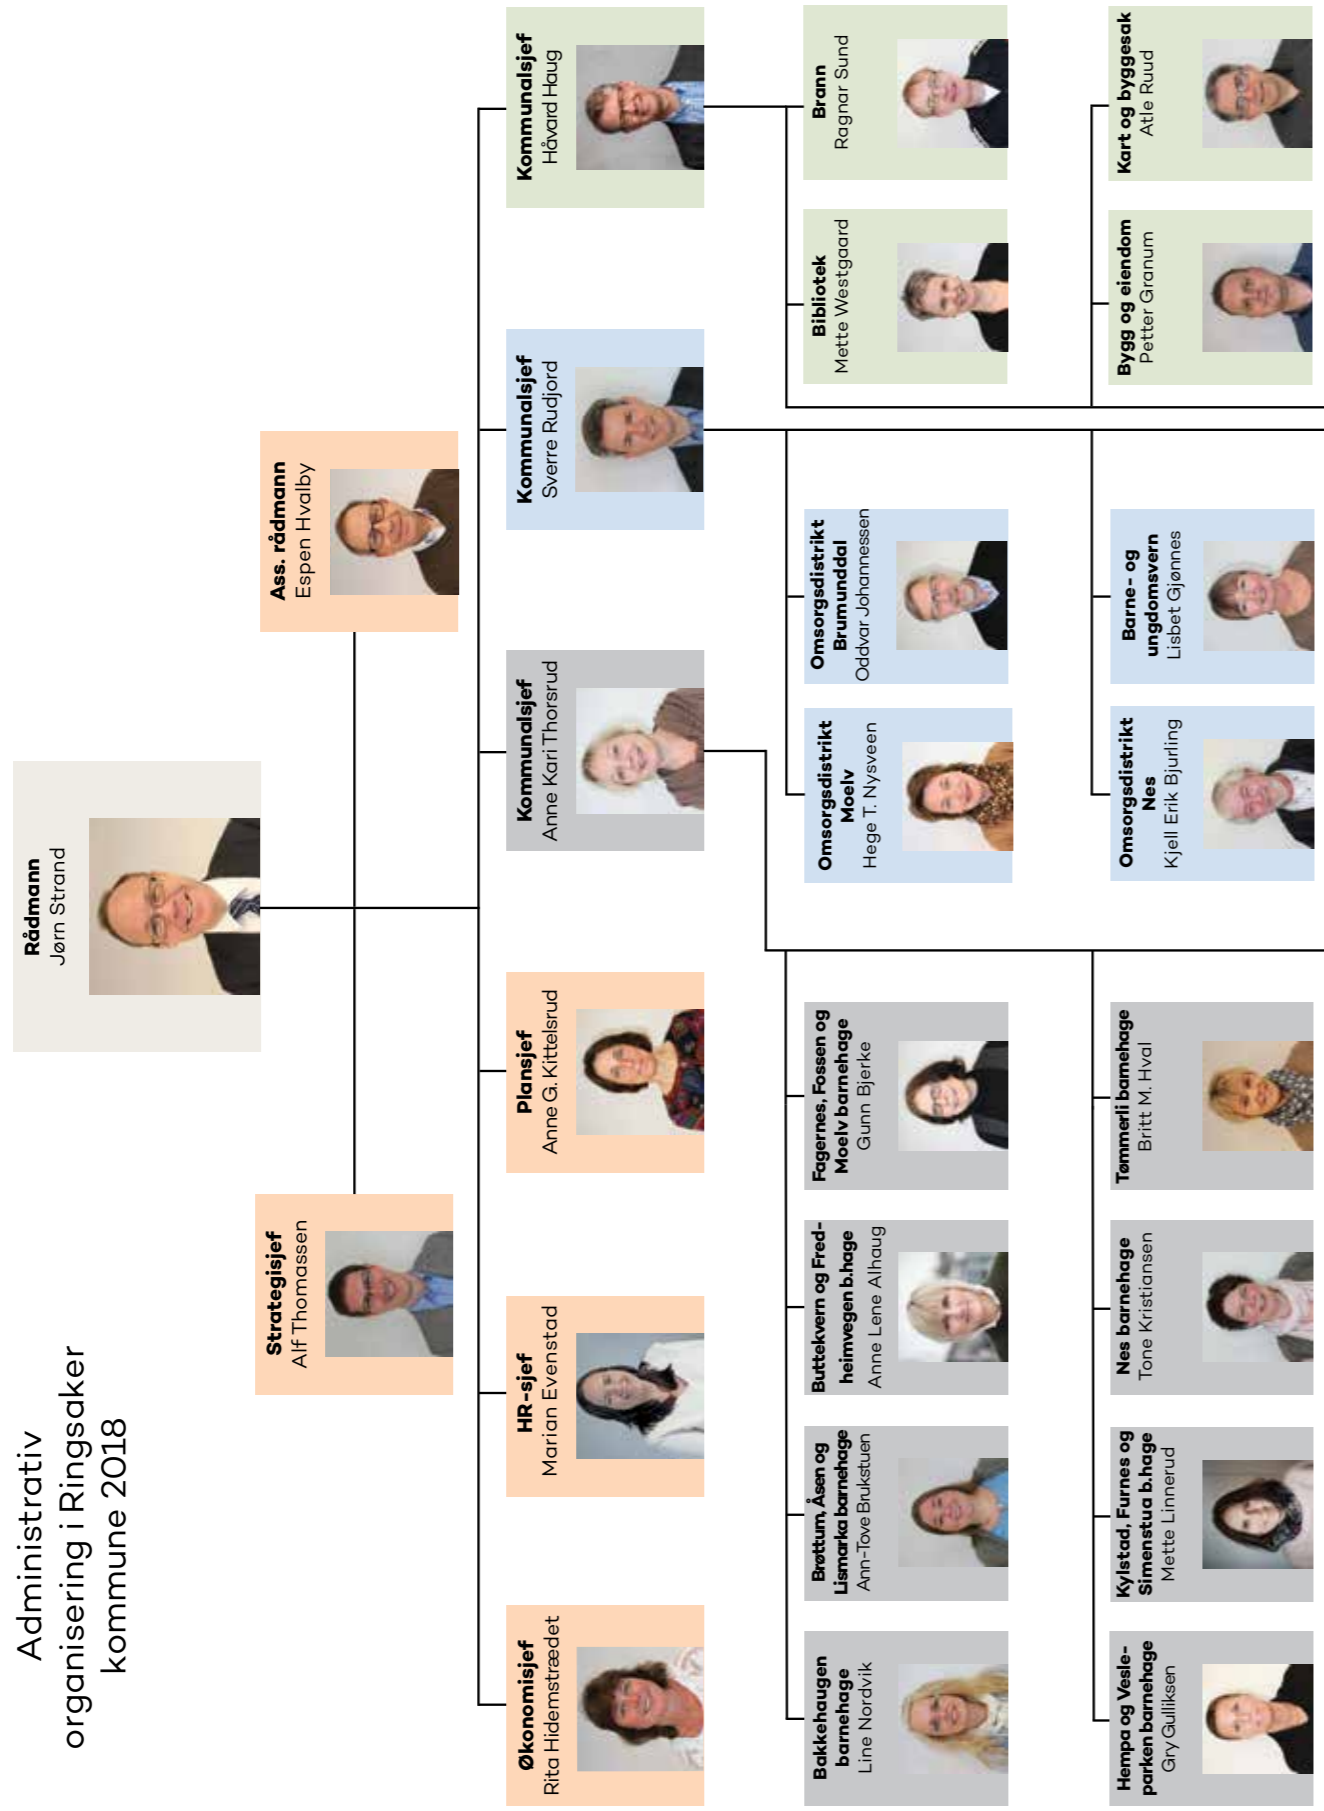 Administrativ
organisering i Ringsaker
kommune 2018
Rådmann
Jørn Strand
Strategisjef
Alf Thomassen
Ass. rådmann
Espen Hvalby
Økonomisjef
Rita Hidemstrædet
HR-sjef
Marian Evenstad
Plansjef
Anne G. Kittelsrud
Kommunalsjef
Anne Kari Thorsrud
Kommunalsjef
Sverre Rudjord
Kommunalsjef
Håvard Haug
Bakkehaugen
barnehage
Line Nordvik
Brøttum, Åsen og
Lismarka barnehage
Ann-Tove Brukstuen
Buttekvern og Fred-
heimvegen b.hage
Anne Lene Alhaug
Fagernes, Fossen og
Moelv barnehage
Gunn Bjerke
Omsorgsdistrikt
Moelv
Hege T. Nysveen
Omsorgsdistrikt
Brumunddal
Oddvar Johannessen
Bibliotek
Mette Westgaard
Brann
Ragnar Sund
Hempa og Vesle-
parken barnehage
Gry Gulliksen
Kylstad, Furnes og
Simenstua b.hage
Mette Linnerud
Nes barnehage
Tone Kristiansen
Tømmerli barnehage
Britt M. Hval
Omsorgsdistrikt
Nes
Kjell Erik Bjurling
Barne- og
ungdomsvern
Lisbet Gjønnes
Bygg og eiendom
Petter Granum
Kart og byggesak
Atle Ruud